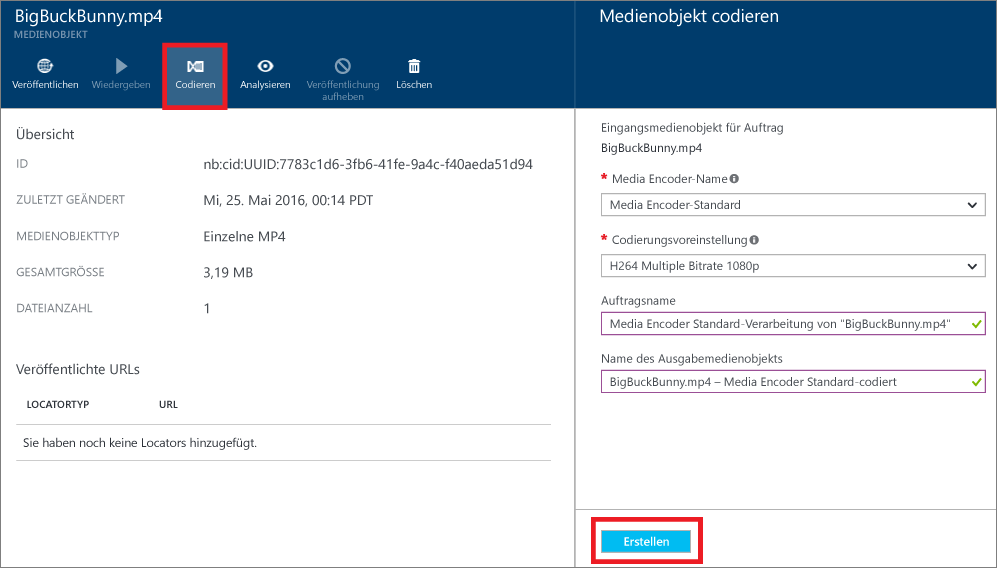 BigBuckBunny.mp4
MEDIENOBJEKT
Veröffentlichen
Wiedergeben
Codieren
Analysieren
Veröffentlichung
aufheben
Löschen
Übersicht
ID nb:cid:UUID:7783c1d6-3fb6-41fe-9a4c-f40aeda51d94
ZULETZT GEÄNDERT Mi, 25. Mai 2016, 00:14 PDT
MEDIENOBJEKTTYP Einzelne MP4
GESAMTGRÖSSE 3,19 MB
DATEIANZAHL 1
Veröffentlichte URLs
LOCATORTYP URL
Sie haben noch keine Locators hinzugefügt.
Medienobjekt codieren
Eingangsmedienobjekt für Auftrag
BigBuckBunny.mp4
* Media Encoder-Name
Media Encoder-Standard
* Codierungsvoreinstellung
H264 Multiple Bitrate 1080p
Auftragsname
Media Encoder Standard-Verarbeitung von "BigBuckBunny.mp4"
Name des Ausgabemedienobjekts
BigBuckBunny.mp4 – Media Encoder Standard-codiert
Erstellen